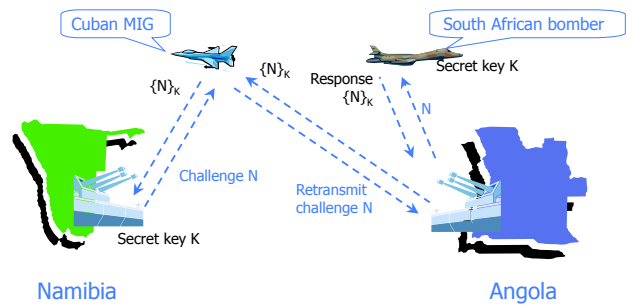 Cuban MIG
South African bomber
Secret key K
{N}K
{N}K
Response
{N}K
N
Challenge N
Retransmit
challenge N
Secret key K
Namibia
Angola